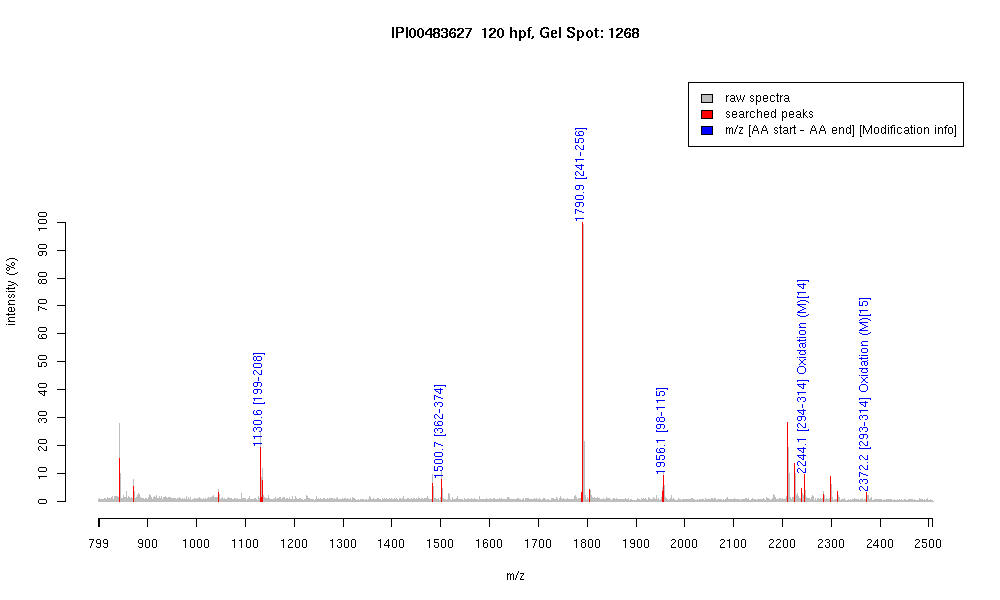 IPI00483627 120 hpf, Gel Spot: 1268
raw spectra
searched peaks
m/z [AA start - AA end] [Modification info]
intensity (%)
100
90
80
70
60
50
40
30
20
10
0
1130.6 [199-208]
1500.7 [362-374]
1790.9 [241-256]
1956.1 [98-115]
2244.1 [294-314] Oxidation (M)[14]
2372.2 [293-314] Oxidation (M)[15]
799 900 1000 1100 1200 1300 1400 1500 1600 1700 1800 1900 2000 2100 2200 2300 2400 2500
m/z